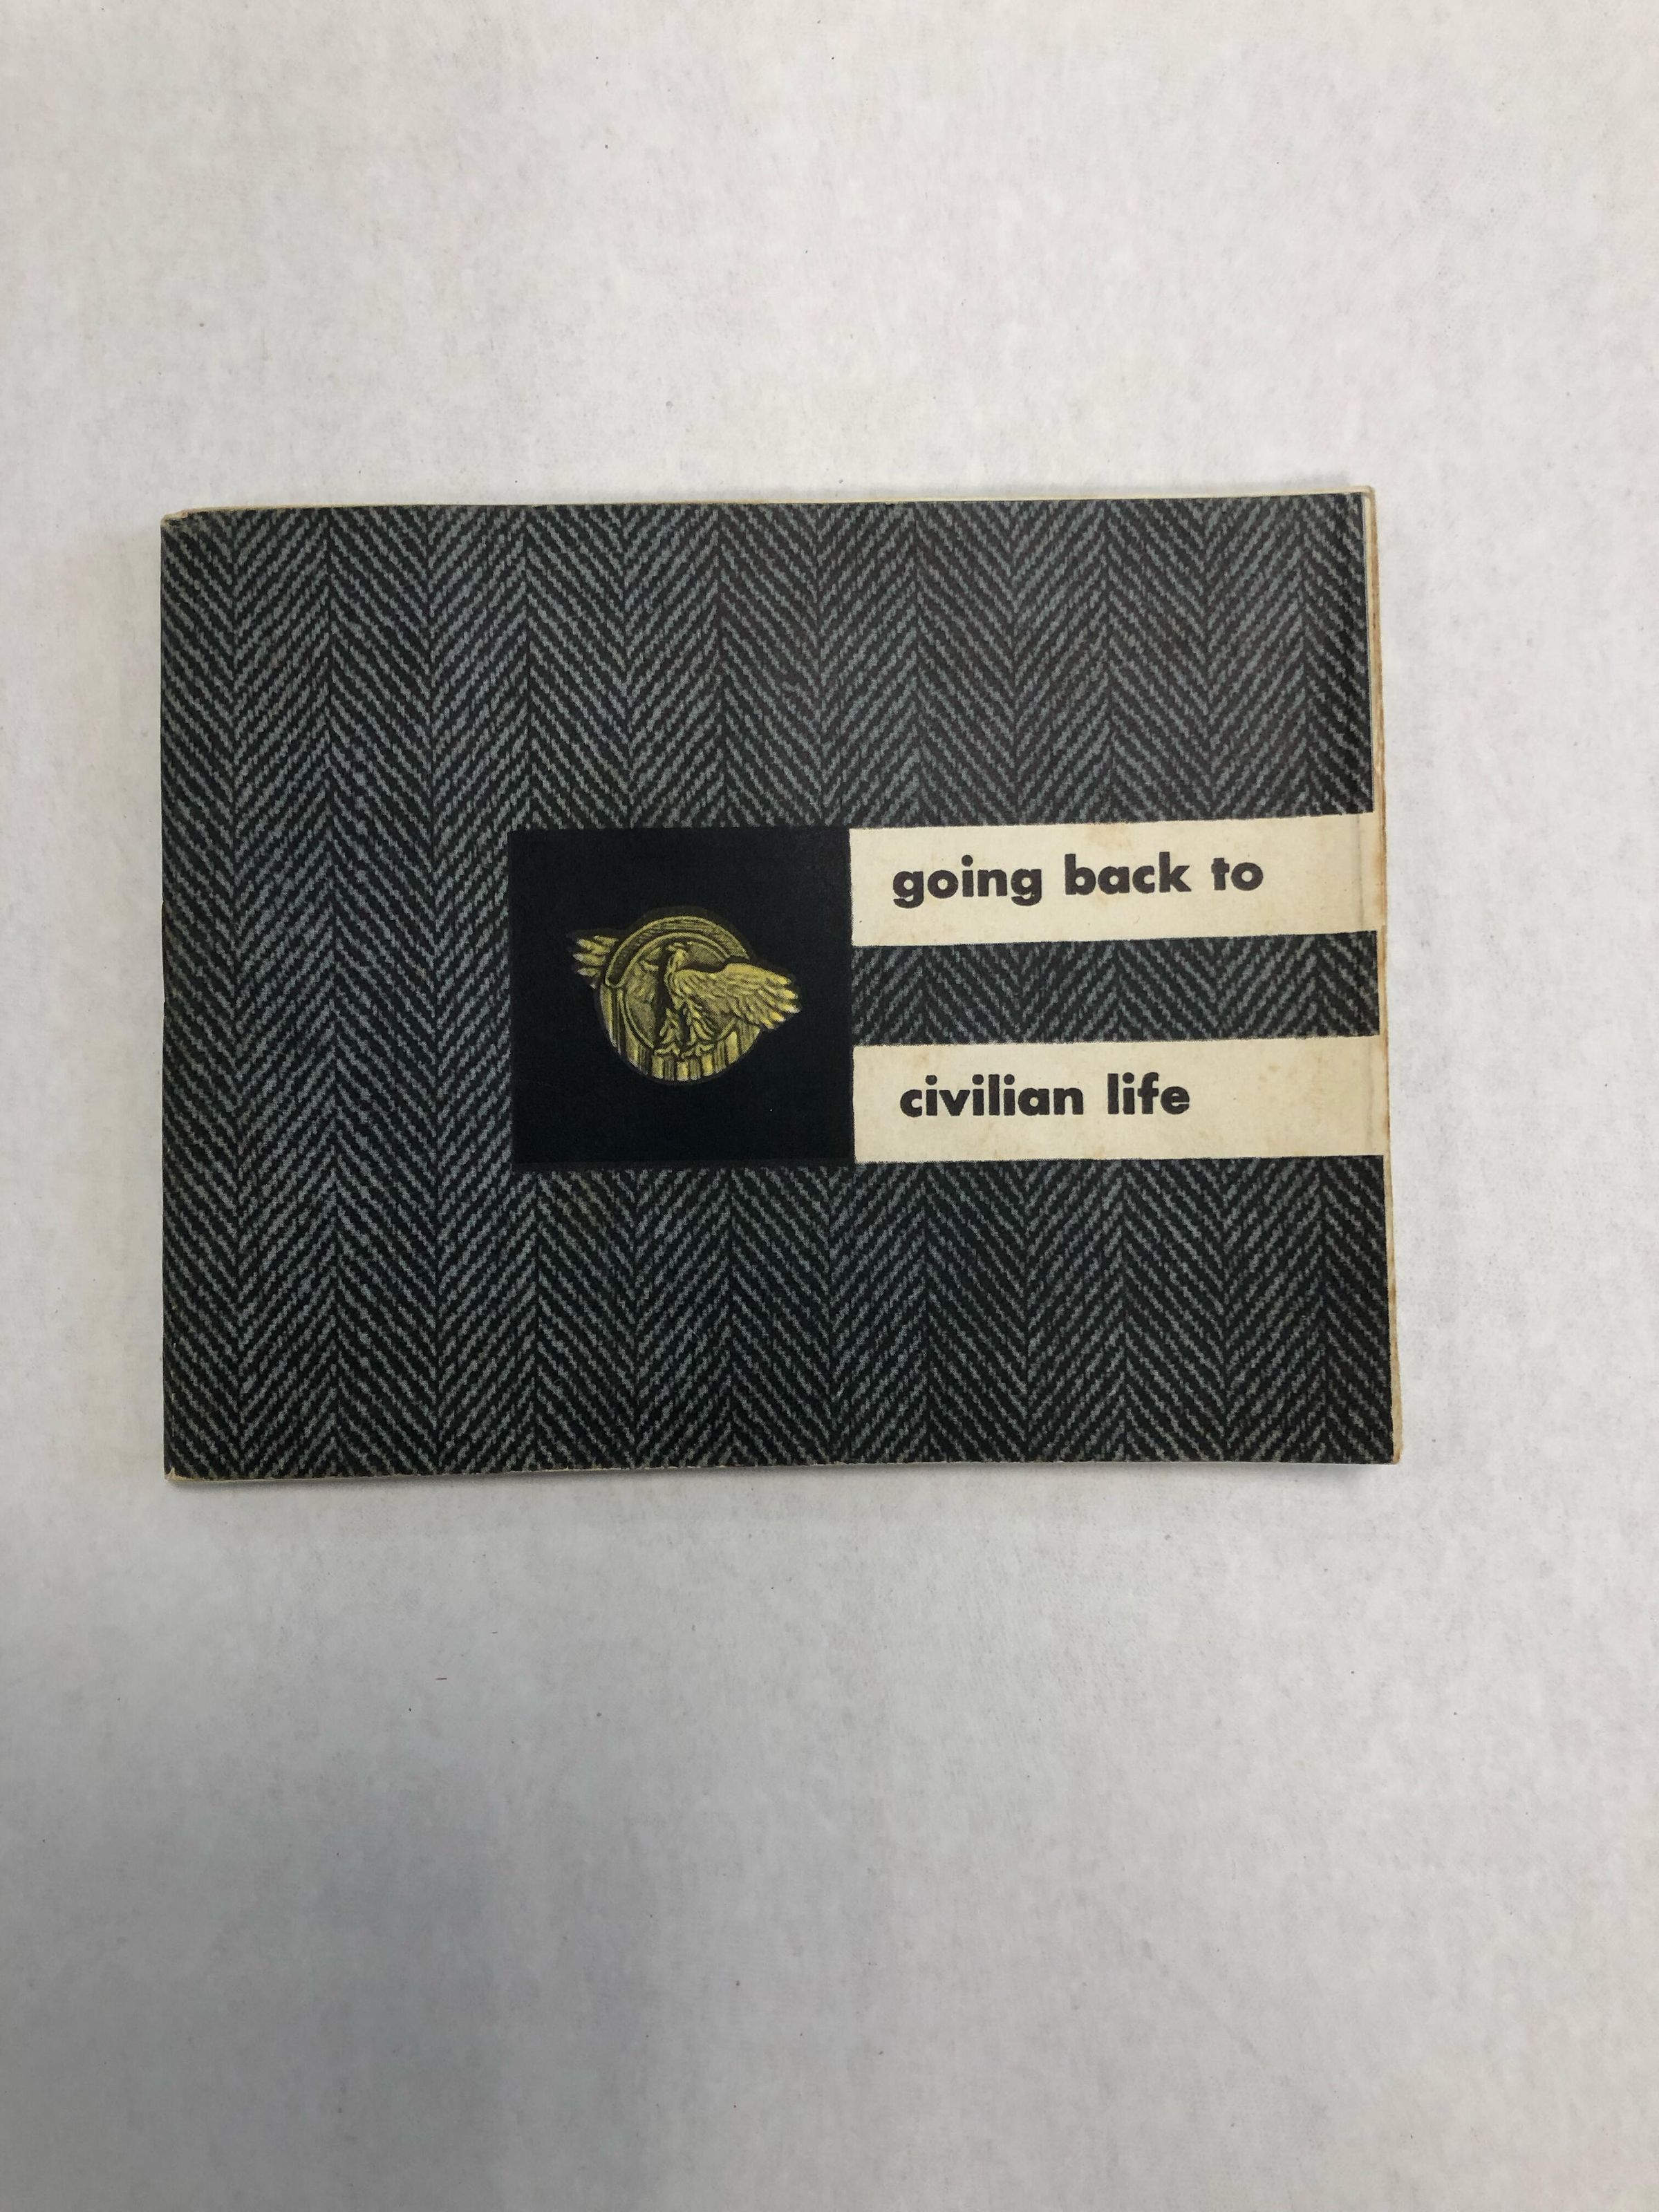 going back to
civilian life